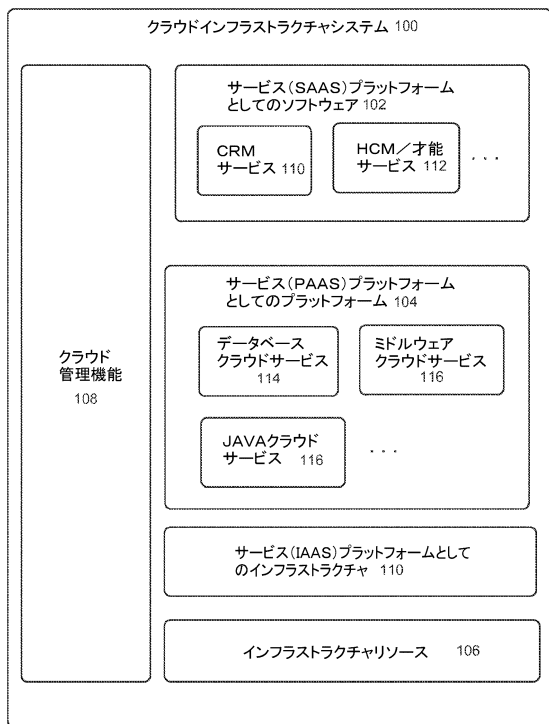 クラウドインフラストラクチャシステム 100
サービス(SAAS)プラットフォーム
としてのソフトウェア 102
CRM
サービス 110
HCM/才能
サービス 112
...
サービス(PAAS)プラットフォーム
としてのプラットフォーム 104
データベース
クラウドサービス
114
ミドルウェア
クラウドサービス
116
JAVAクラウド
サービス 116
...
クラウド
管理機能
108
サービス(IAAS)プラットフォームとして
のインフラストラクチャ 110
インフラストラクチャリソース 106